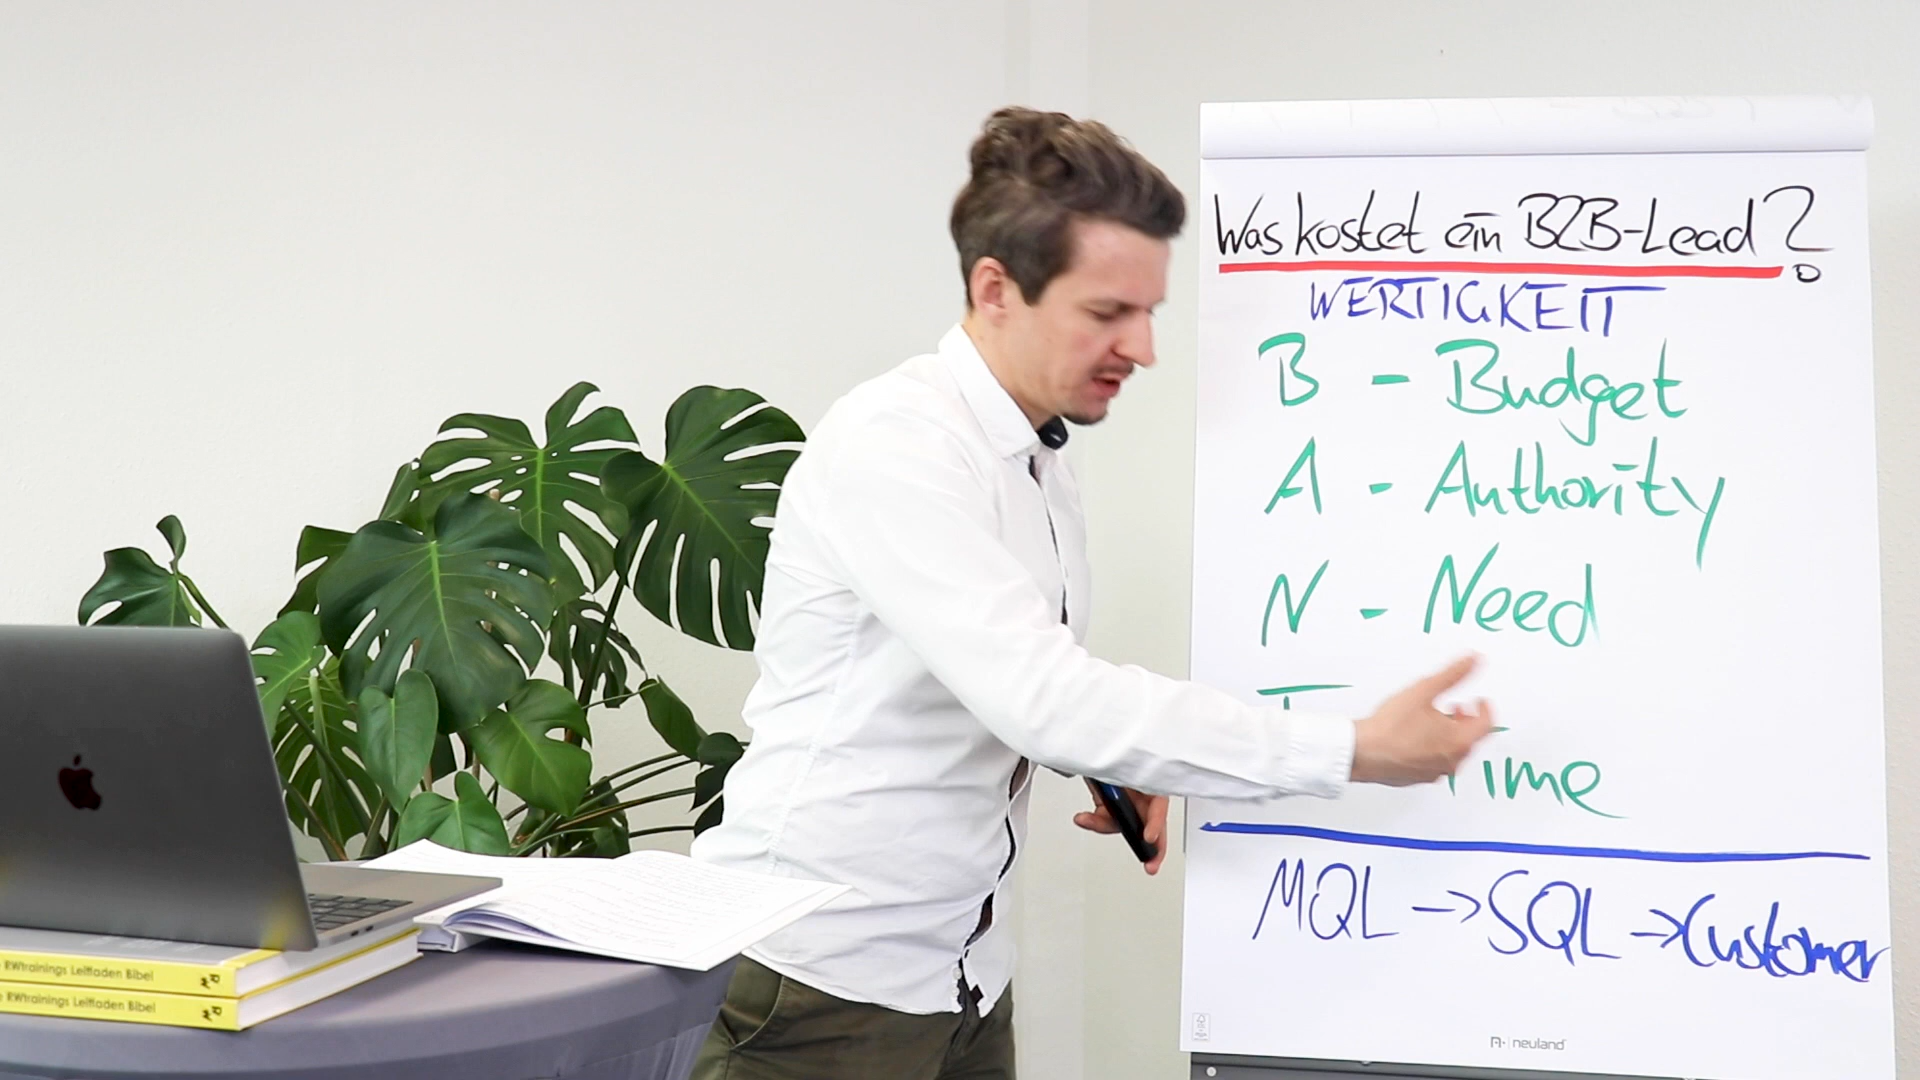 Was kostet ein B2B-Lead?
WERTIGKEIT
B - Budget
A - Authority
N - Need
T Time
MQL → SQL → Customer
neuland
RWtrainings Leitfaden Bibel
RWtrainings Leitfaden Bibel